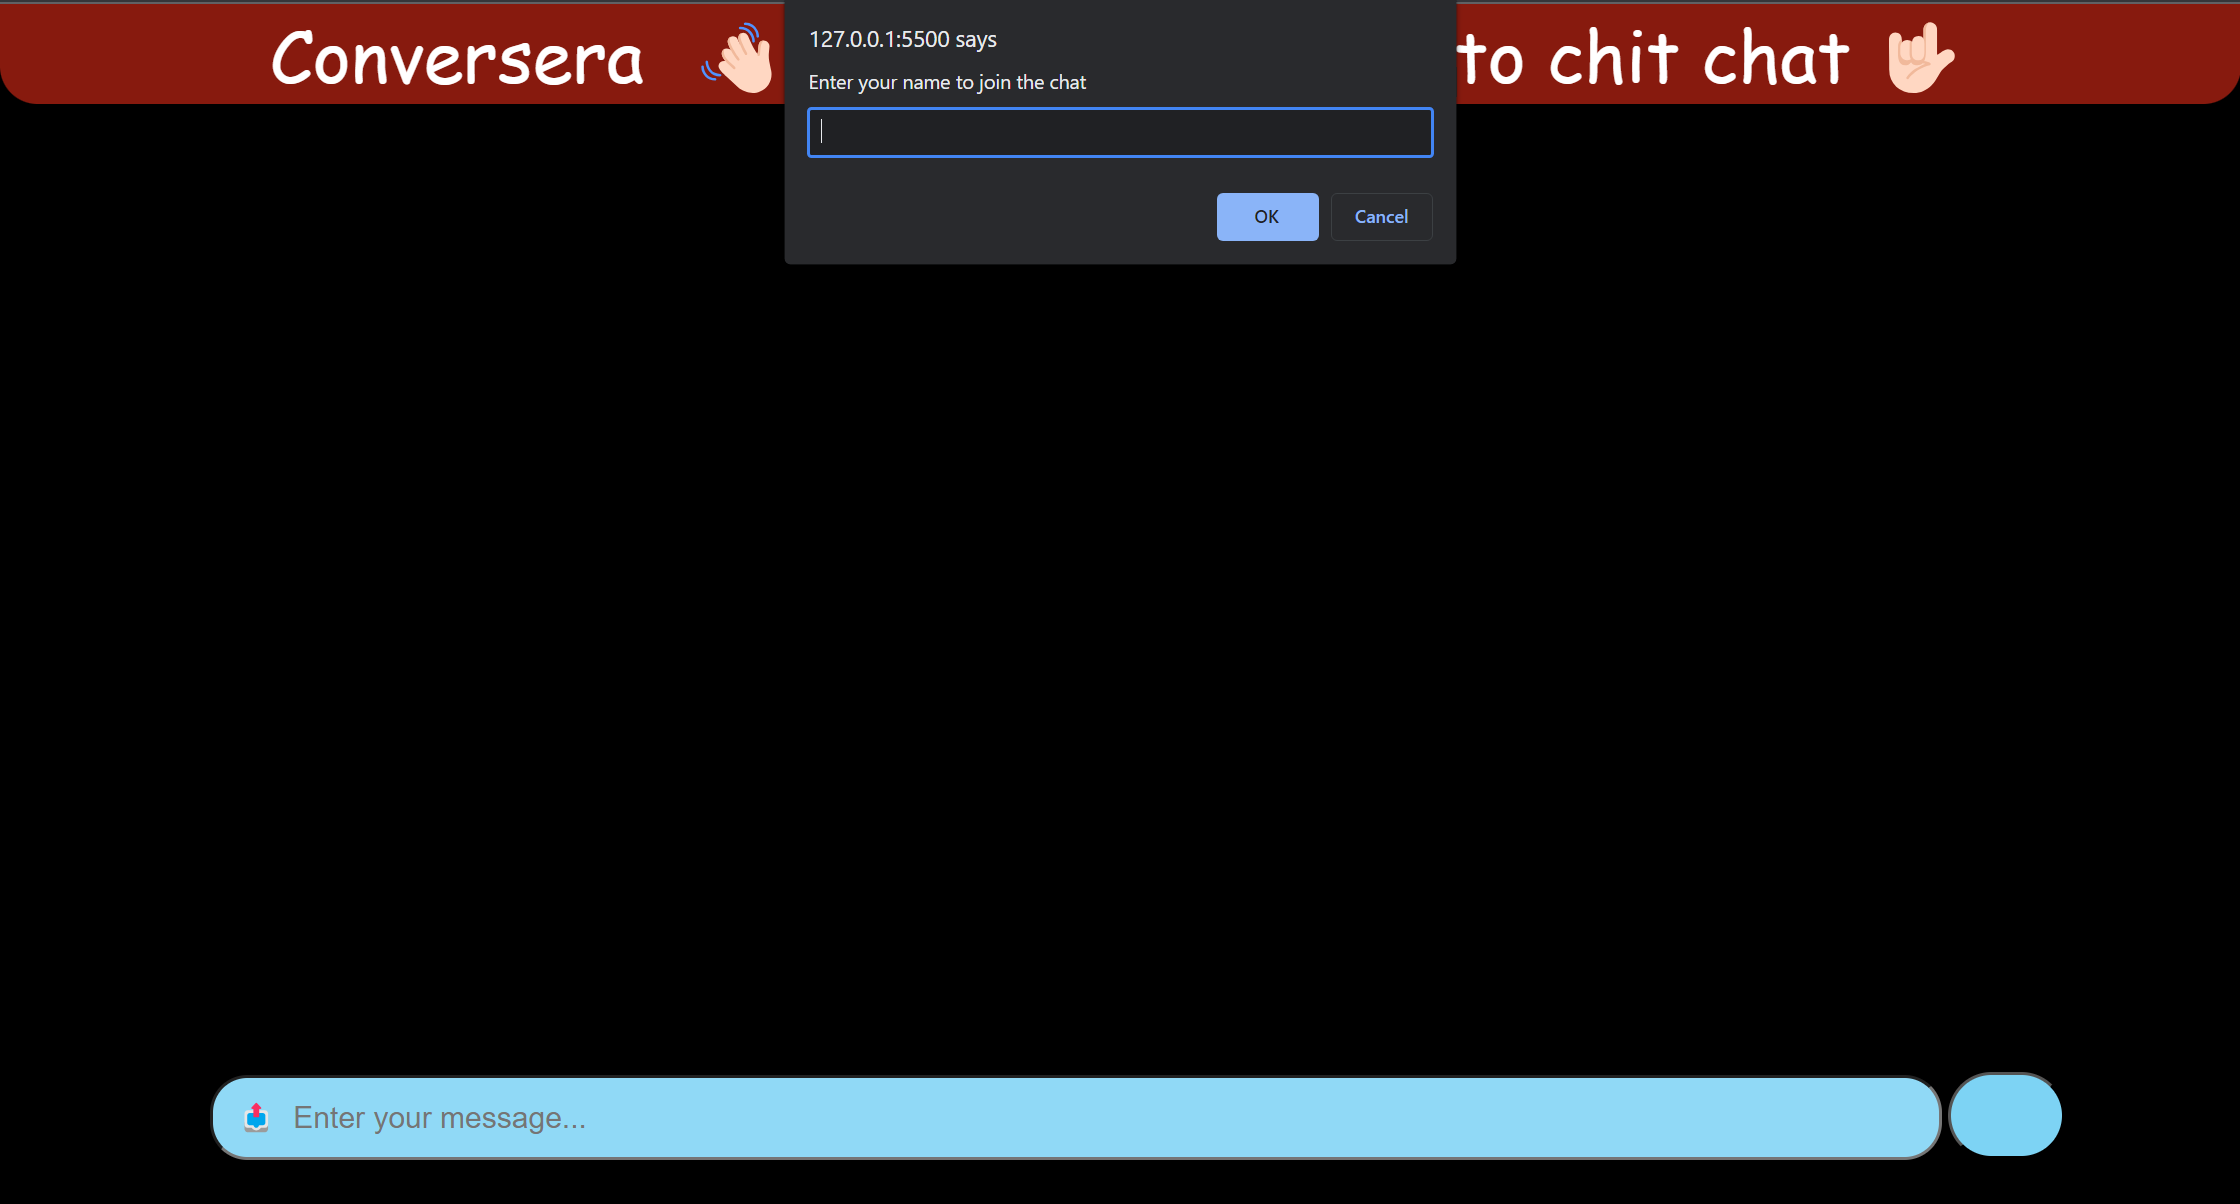 Conversera 👋🏻 to chit chat 🤟🏻
127.0.0.1:5500 says
Enter your name to join the chat
OK Cancel
📤 Enter your message...